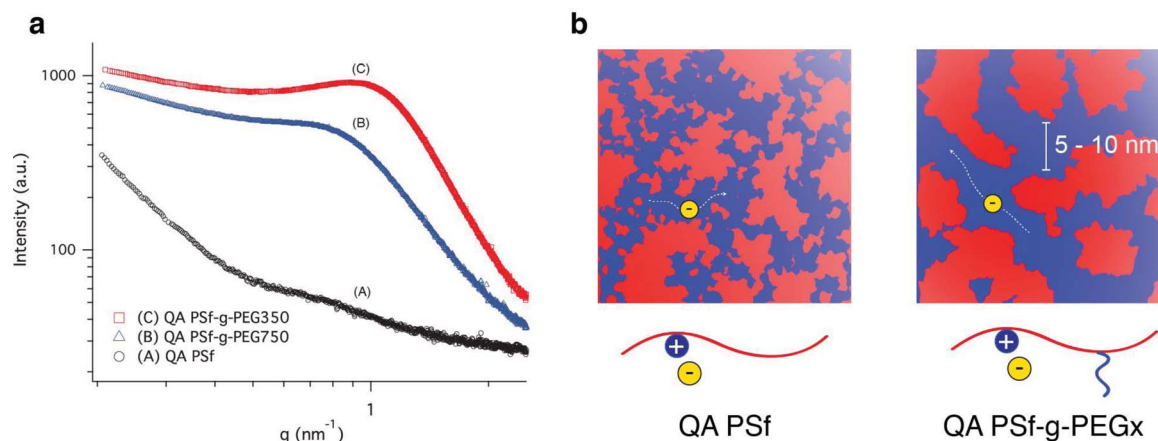 a
1000
100
Intensity (a.u.)
(C)
(B)
(A)
(C) QA PSf-g-PEG350
(B) QA PSf-g-PEG750
(A) QA PSf
1
q (nm⁻¹)
b
5 - 10 nm
-
-
+
-
+
-
QA PSf
QA PSf-g-PEGx